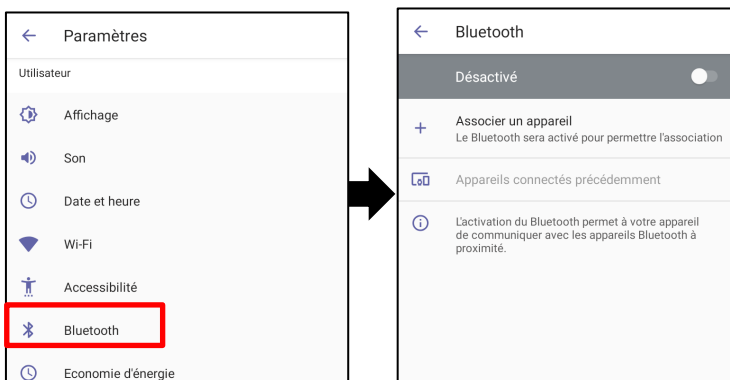 Paramètres
Utilisateur
Affichage
Son
Date et heure
Wi-Fi
Accessibilité
Bluetooth
Economie d'énergie
Bluetooth
Désactivé
Associer un appareil
Le Bluetooth sera activé pour permettre l'association
Appareils connectés précédemment
L'activation du Bluetooth permet à votre appareil
de communiquer avec les appareils Bluetooth à
proximité.